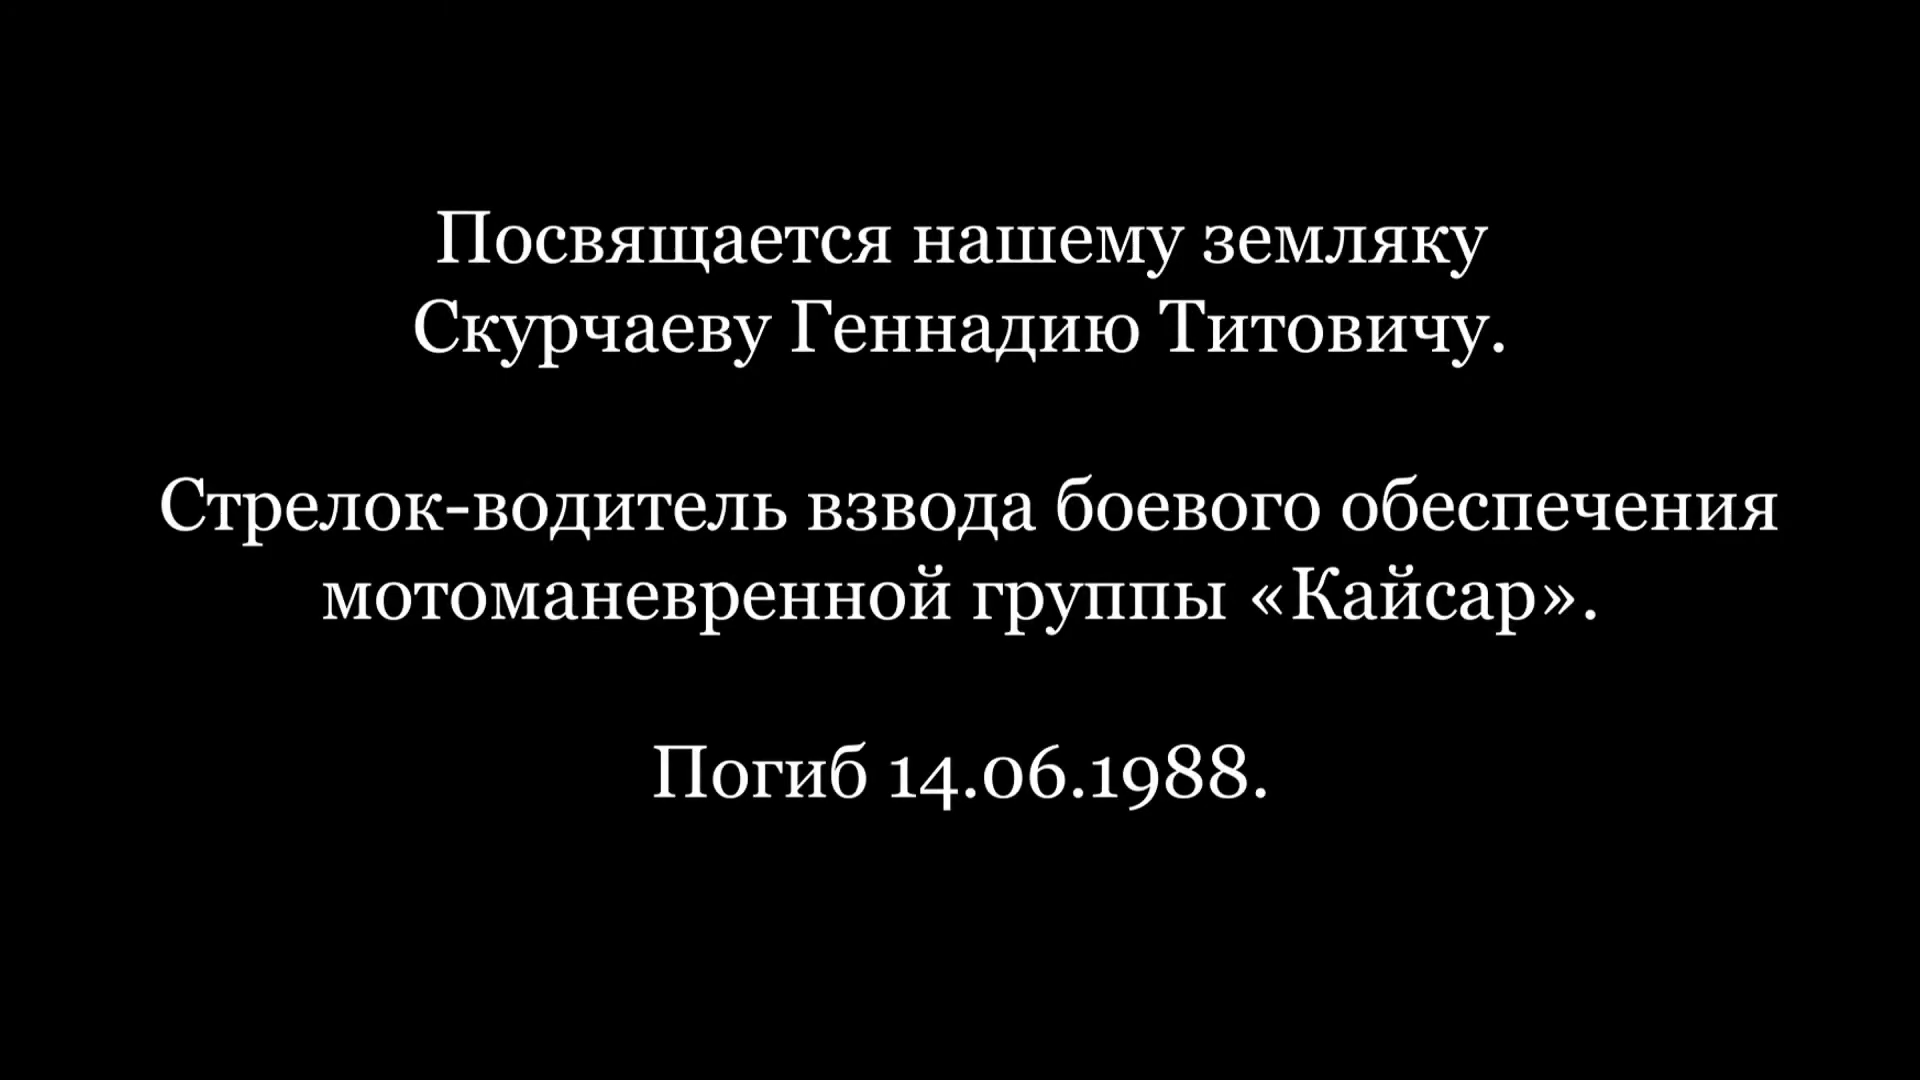 Посвящается нашему земляку
Скурчаеву Геннадию Титовичу.
Стрелок-водитель взвода боевого обеспечения
мотоманевренной группы «Кайсар».
Погиб 14.06.1988.